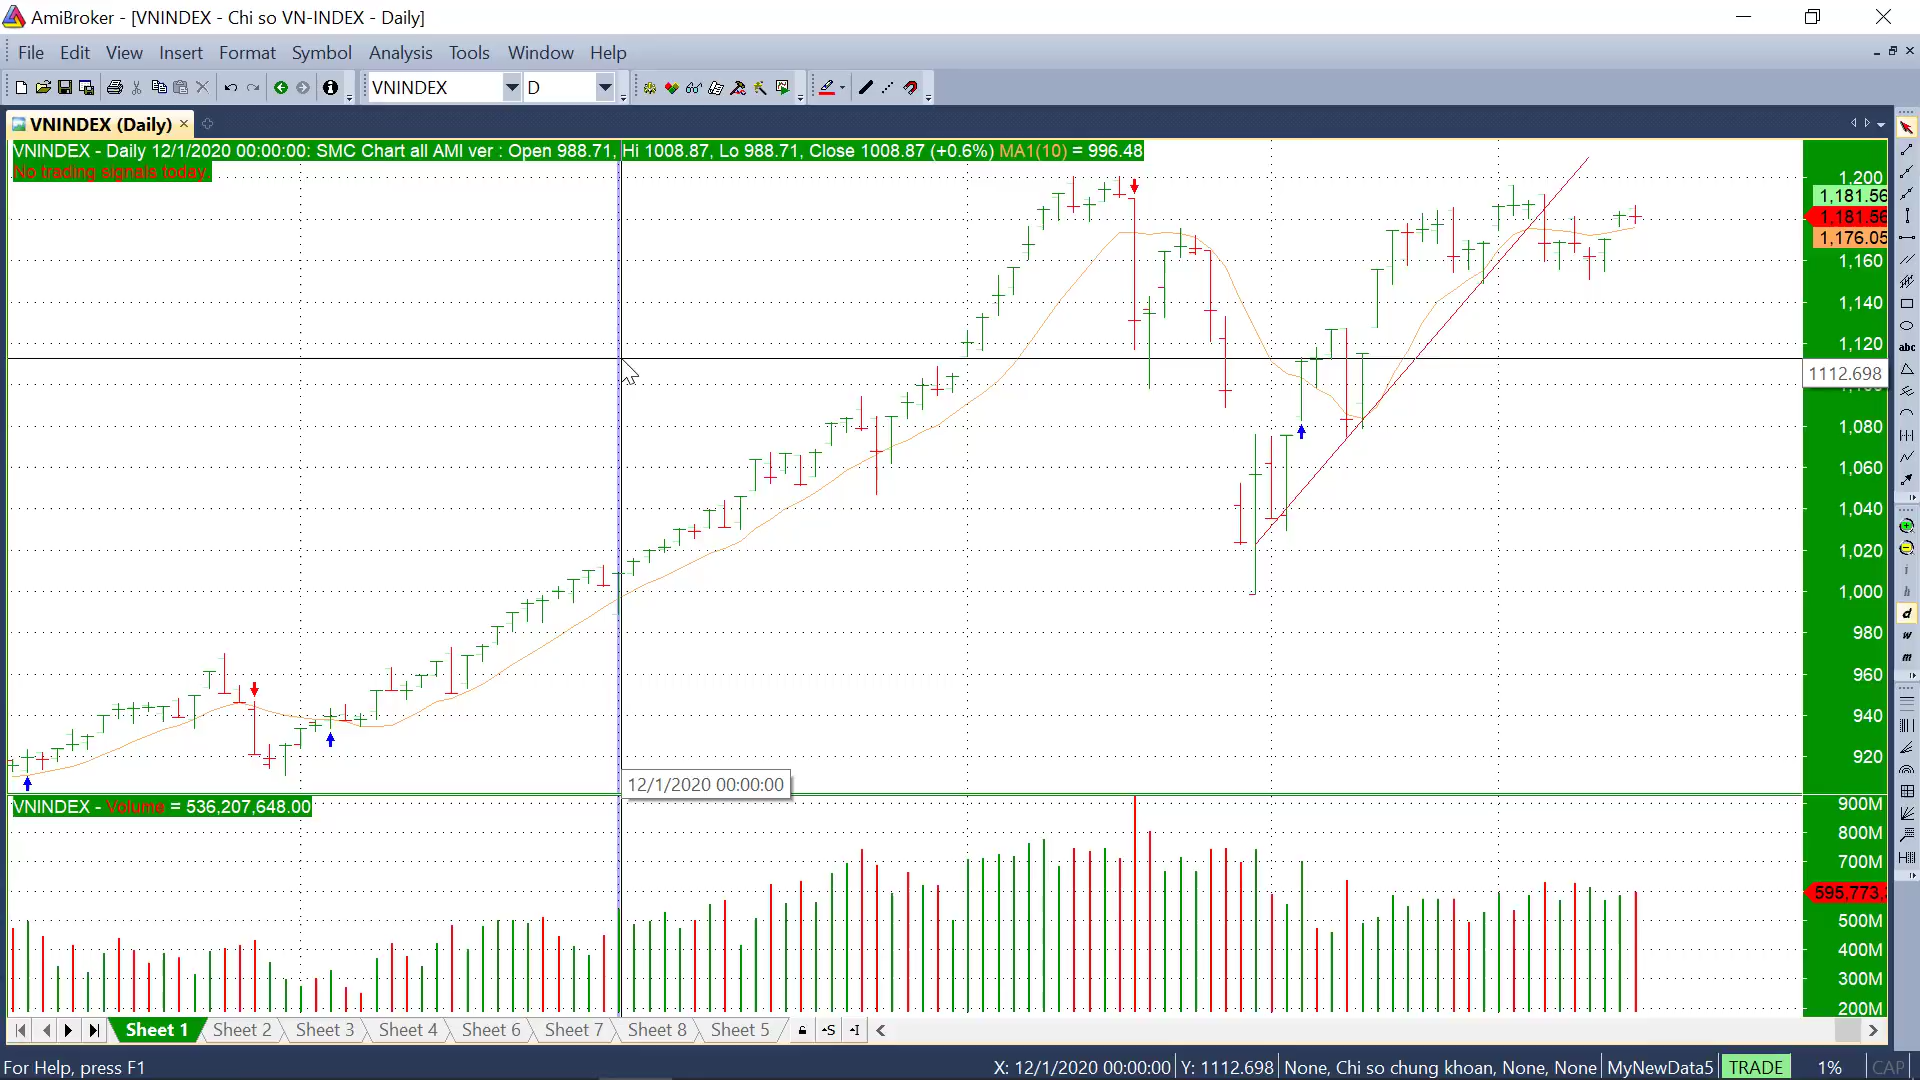 AmiBroker - [VNINDEX - Chi so VN-INDEX - Daily]
File Edit View Insert Format Symbol Analysis Tools Window Help
VNINDEX D
VNINDEX (Daily)
VNINDEX - Daily 12/1/2020 00:00:00: SMC Chart all AMI ver : Open 988.71, Hi 1008.87, Lo 988.71, Close 1008.87 (+0.6%) MA1(10) = 996.48
No trading signals today.
1,200
1,181.56
1,181.56
1,176.05
1,160
1,140
1,120
1112.698
1,080
1,060
1,040
1,020
1,000
980
960
940
920
12/1/2020 00:00:00
VNINDEX - Volume = 536,207,648.00
900M
800M
700M
595,773,
500M
400M
300M
200M
abc
i
h
d
w
m
Sheet 1 Sheet 2 Sheet 3 Sheet 4 Sheet 6 Sheet 7 Sheet 8 Sheet 5
For Help, press F1 X: 12/1/2020 00:00:00 Y: 1112.698 None, Chi so chung khoan, None, None MyNewData5 TRADE 1% CAP